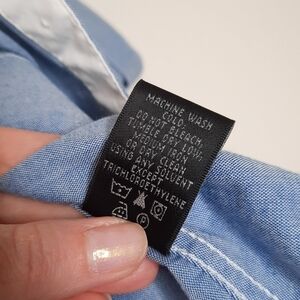 MACHINE WASH
COLD,
DO NOT BLEACH,
TUMBLE DRY LOW,
MEDIUM IRON
OR DRY CLEAN
USING ANY SOLVENT
EXCEPT
TRICHLOROETHYLENE
P